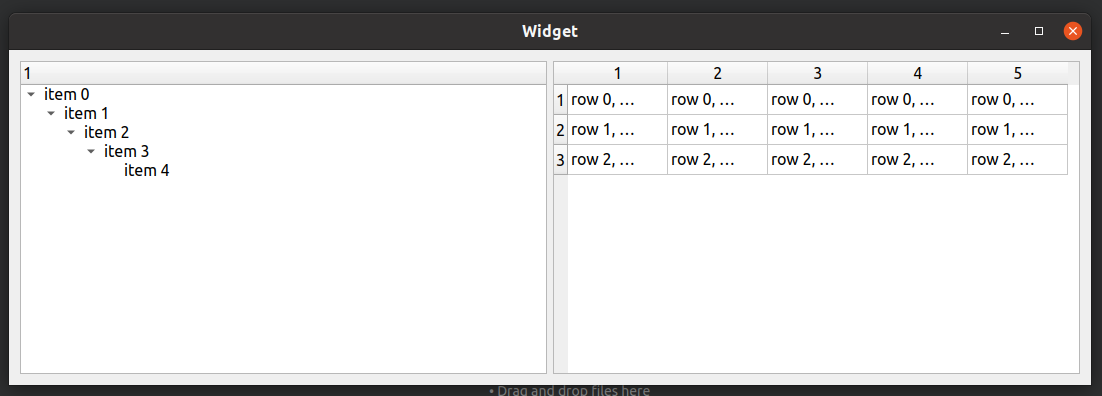 Widget
1
item 0
item 1
item 2
item 3
item 4
1 2 3 4 5
1 row 0, ... row 0, ... row 0, ... row 0, ... row 0, ...
2 row 1, ... row 1, ... row 1, ... row 1, ... row 1, ...
3 row 2, ... row 2, ... row 2, ... row 2, ... row 2, ...
• Drag and drop files here